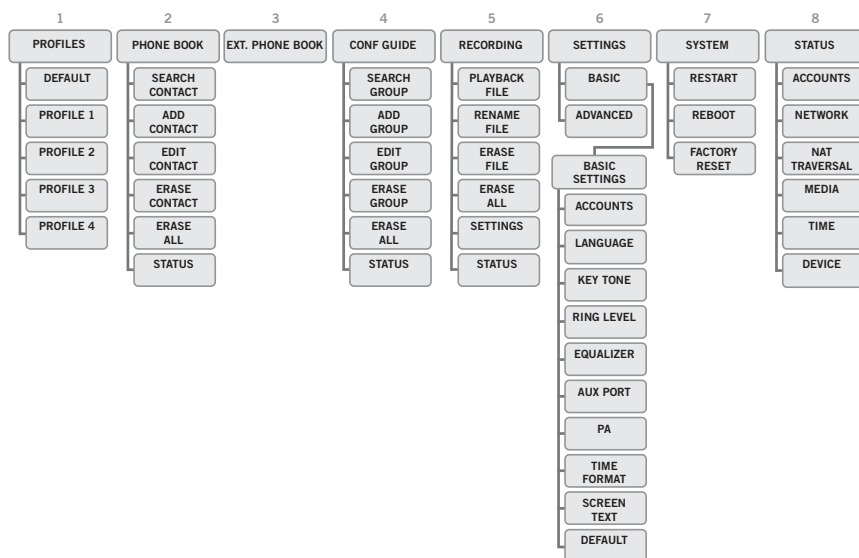 1
2
3
4
5
6
7
8
PROFILES
PHONE BOOK
EXT. PHONE BOOK
CONF GUIDE
RECORDING
SETTINGS
SYSTEM
STATUS
DEFAULT
PROFILE 1
PROFILE 2
PROFILE 3
PROFILE 4
SEARCH
CONTACT
ADD
CONTACT
EDIT
CONTACT
ERASE
CONTACT
ERASE
ALL
STATUS
SEARCH
GROUP
ADD
GROUP
EDIT
GROUP
ERASE
GROUP
ERASE
ALL
STATUS
PLAYBACK
FILE
RENAME
FILE
ERASE
FILE
ERASE
ALL
SETTINGS
STATUS
BASIC
ADVANCED
BASIC
SETTINGS
ACCOUNTS
LANGUAGE
KEY TONE
RING LEVEL
EQUALIZER
AUX PORT
PA
TIME
FORMAT
SCREEN
TEXT
DEFAULT
RESTART
REBOOT
FACTORY
RESET
ACCOUNTS
NETWORK
NAT
TRAVERSAL
MEDIA
TIME
DEVICE